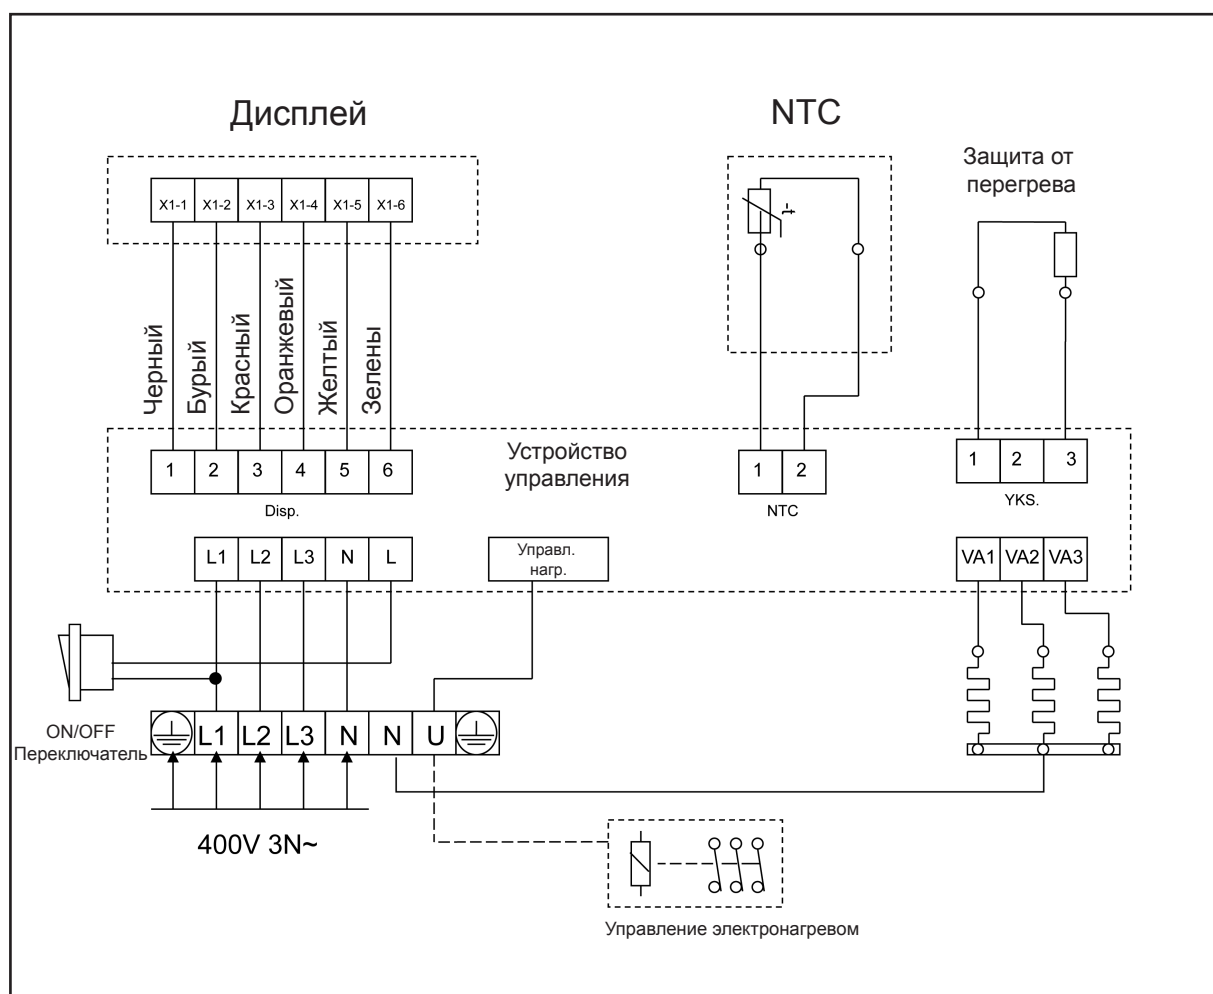 Дисплей
NTC
Защита от
перегрева
X1-1 X1-2 X1-3 X1-4 X1-5 X1-6
-t
Черный
Бурый
Красный
Оранжевый
Желтый
Зелены
Устройство
управления
1 2 3 4 5 6
Disp.
1 2
NTC
1 2 3
YKS.
L1 L2 L3 N L
Управл.
нагр.
VA1 VA2 VA3
ON/OFF
Переключатель
L1 L2 L3 N N U
400V 3N~
Управление электронагревом